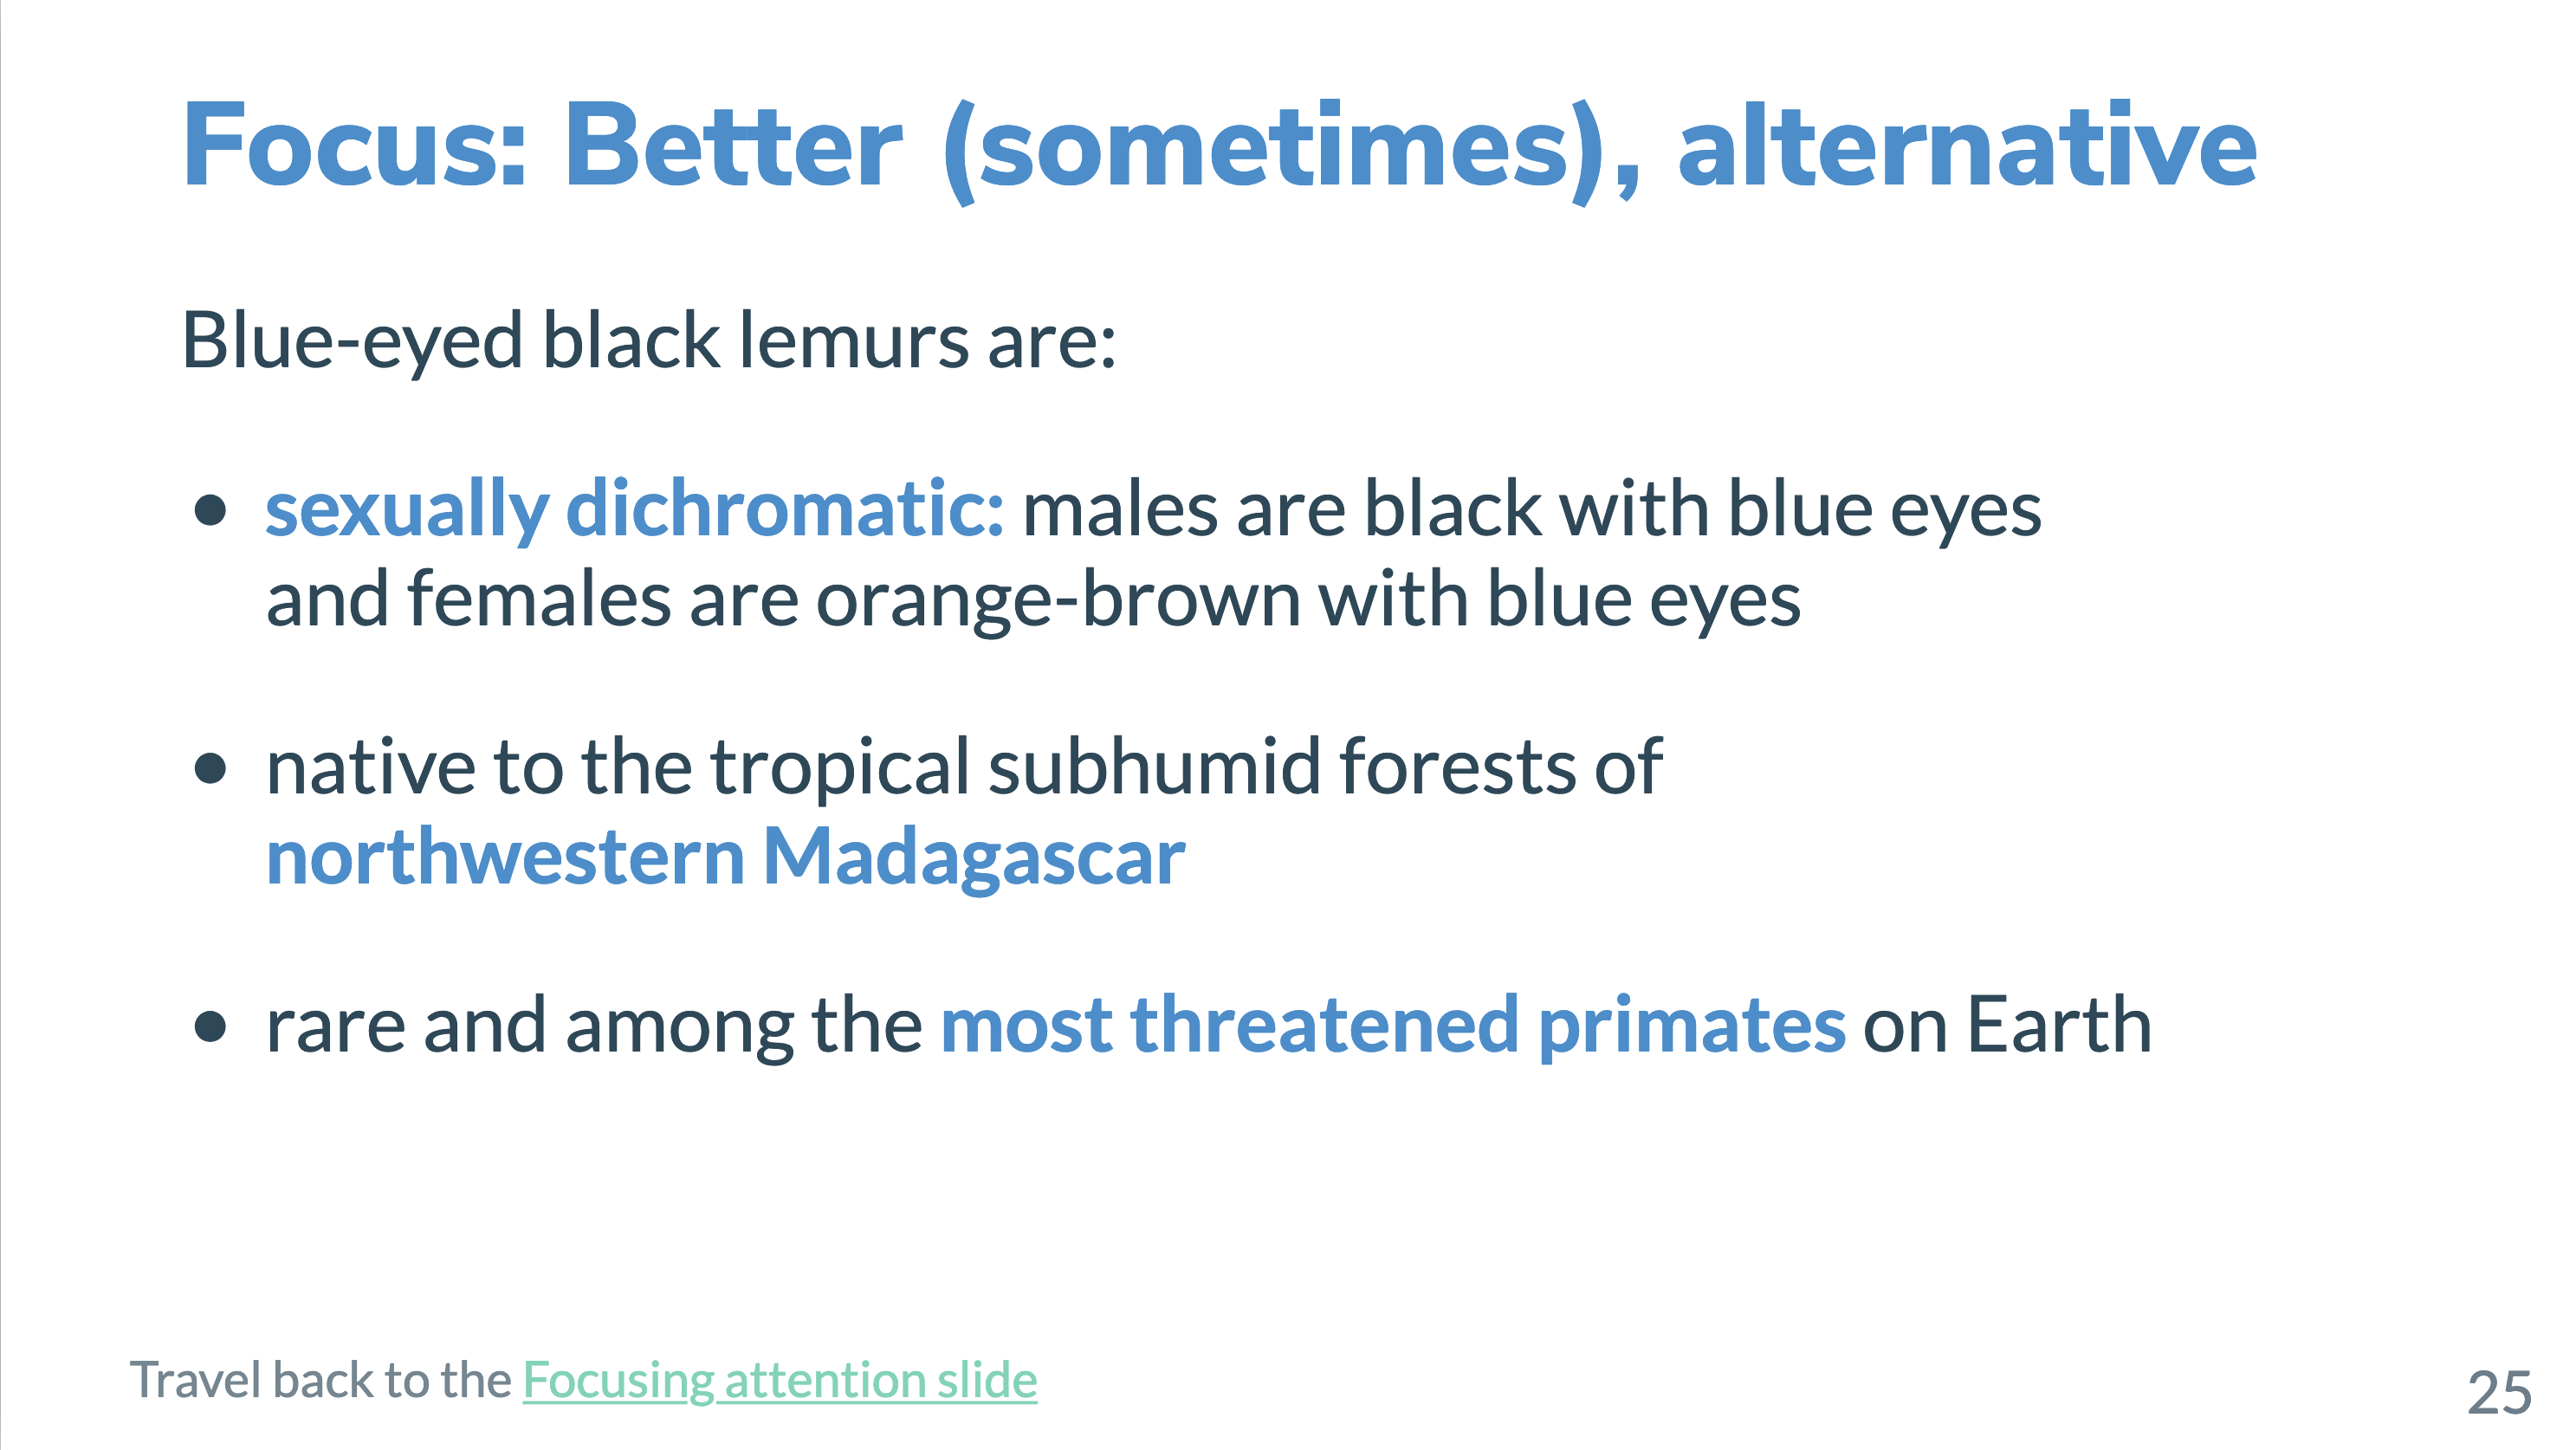 Focus: Better (sometimes), alternative
Blue-eyed black lemurs are:
● sexually dichromatic: males are black with blue eyes
and females are orange-brown with blue eyes
● native to the tropical subhumid forests of
northwestern Madagascar
● rare and among the most threatened primates on Earth
Travel back to the Focusing attention slide
25